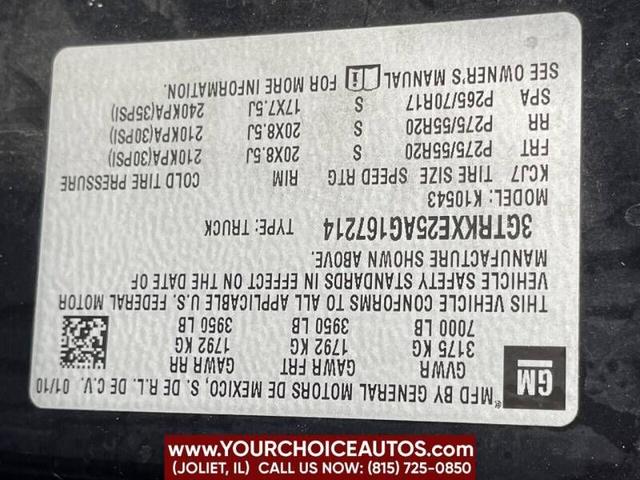 GM
*MFD BY GENERAL MOTORS DE MEXICO, S. DE R.L. DE C.V. 01/10
GVWR GAWR FRT GAWR RR
3175 KG 1792 KG 1792 KG
7000 LB 3950 LB 3950 LB
THIS VEHICLE CONFORMS TO ALL APPLICABLE U.S. FEDERAL MOTOR
VEHICLE SAFETY STANDARDS IN EFFECT ON THE DATE OF
MANUFACTURE SHOWN ABOVE.
3GTRKXE25AG167214 TYPE: TRUCK
MODEL: K10543
KCJ7 TIRE SIZE SPEED RTG RIM COLD TIRE PRESSURE
FRT P275/55R20 S 20X8.5J 210KPA(30PSI)
RR P275/55R20 S 20X8.5J 210KPA(30PSI)
SPA P265/70R17 S 17X7.5J 240KPA(35PSI)
SEE OWNER'S MANUAL FOR MORE INFORMATION.
www.YOURCHOICEAUTOS.com
(JOLIET, IL) CALL US NOW: (815) 725-0850